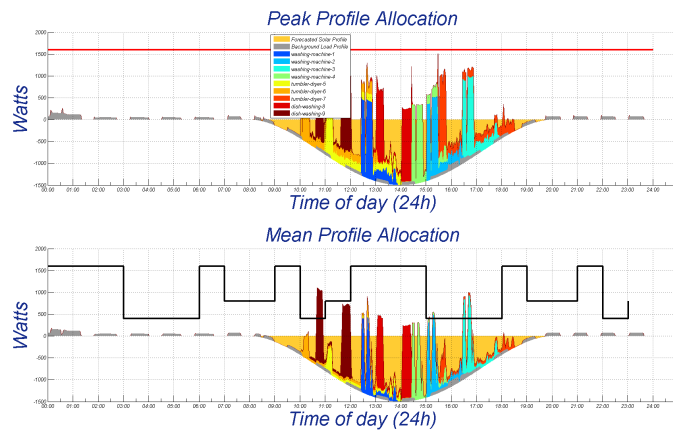 Peak Profile Allocation
Watts
2000
1500
1000
500
0
-500
-1000
-1500
Forecasted Solar Profile
Background Load Profile
washing-machine-1
washing-machine-2
washing-machine-3
washing-machine-4
tumbler-dryer-5
tumbler-dryer-6
tumbler-dryer-7
dish-washing-8
dish-washing-9
00:00 01:00 02:00 03:00 04:00 05:00 06:00 07:00 08:00 09:00 10:00 11:00 12:00 13:00 14:00 15:00 16:00 17:00 18:00 19:00 20:00 21:00 22:00 23:00 24:00
Time of day (24h)
Mean Profile Allocation
Watts
2000
1500
1000
500
0
-500
-1000
-1500
00:00 01:00 02:00 03:00 04:00 05:00 06:00 07:00 08:00 09:00 10:00 11:00 12:00 13:00 14:00 15:00 16:00 17:00 18:00 19:00 20:00 21:00 22:00 23:00 24:00
Time of day (24h)